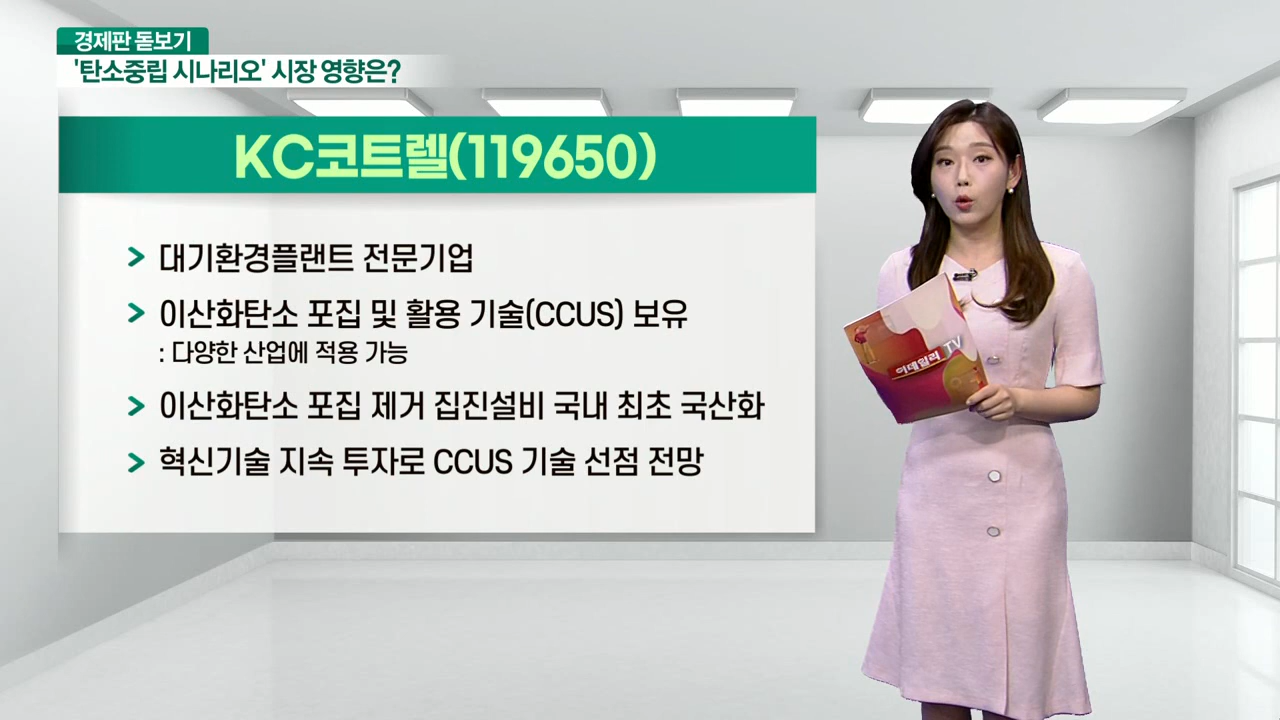 경제판 돋보기
'탄소중립 시나리오' 시장 영향은?
KC코트렐(119650)
> 대기환경플랜트 전문기업
> 이산화탄소 포집 및 활용 기술(CCUS) 보유
: 다양한 산업에 적용 가능
> 이산화탄소 포집 제거 집진설비 국내 최초 국산화
> 혁신기술 지속 투자로 CCUS 기술 선점 전망
이데일리 TV